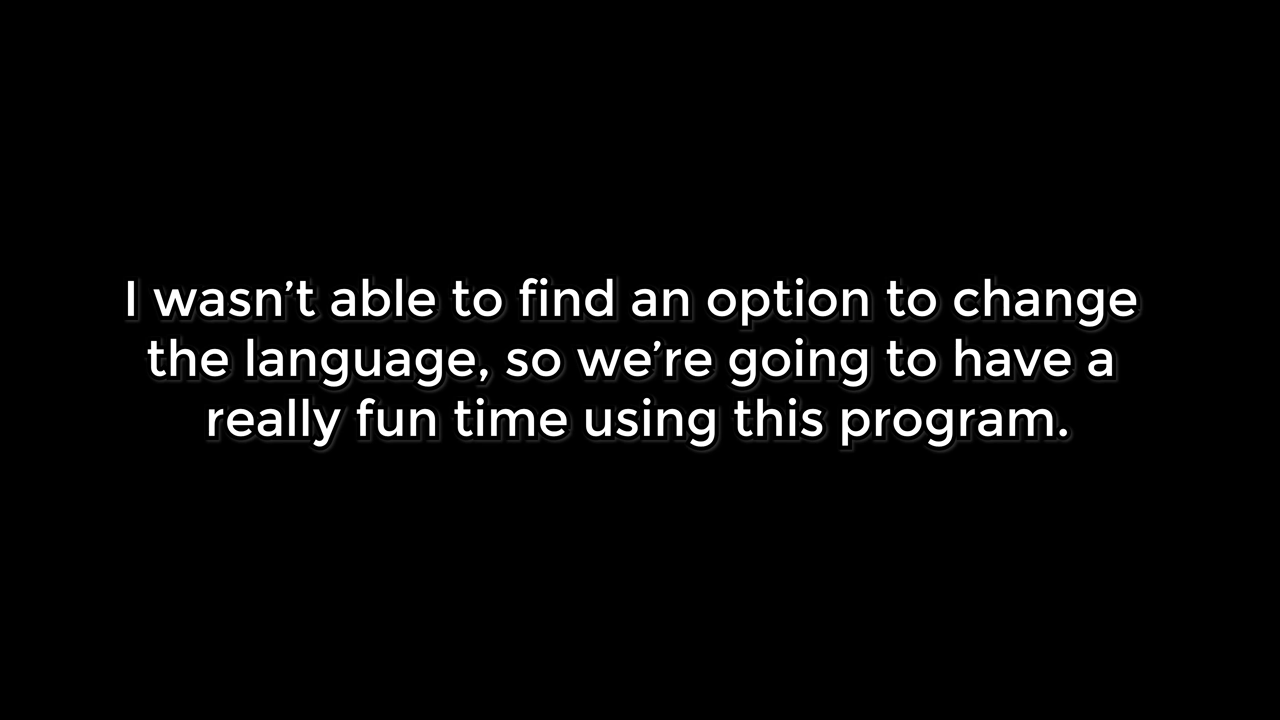 I wasn’t able to find an option to change
the language, so we’re going to have a
really fun time using this program.